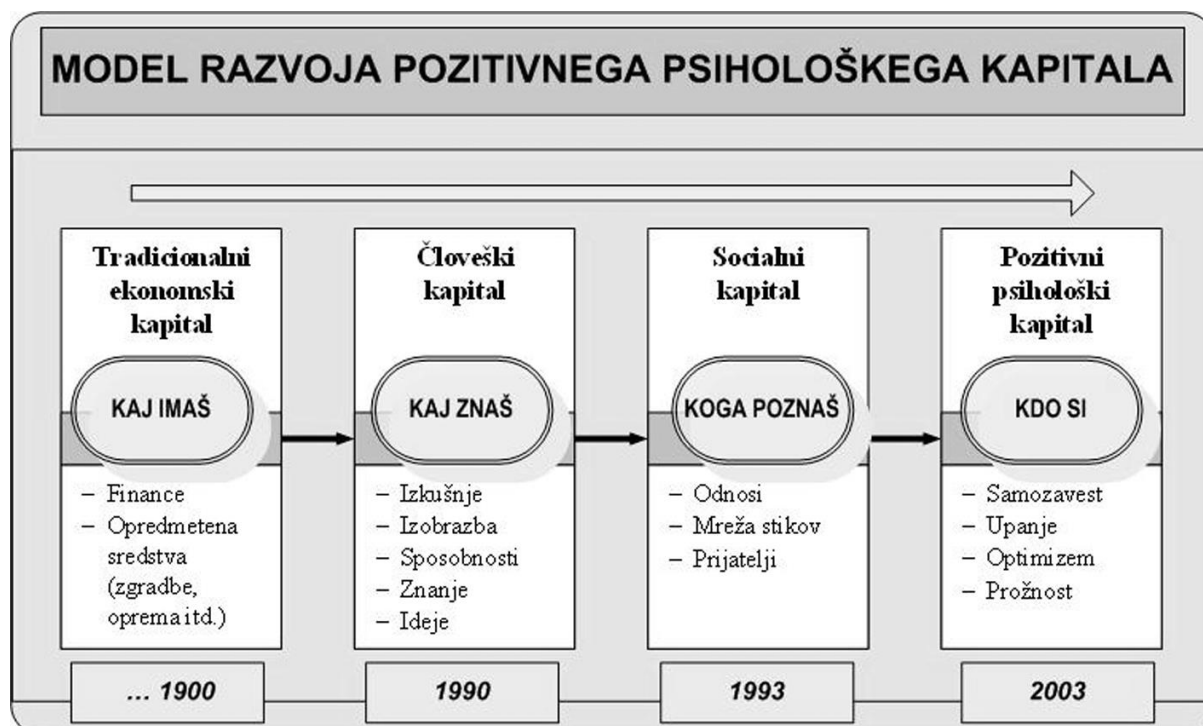 MODEL RAZVOJA POZITIVNEGA PSIHOLOŠKEGA KAPITALA
Tradicionalni
ekonomski
kapital
KAJ IMAŠ
– Finance
– Opredmetena
sredstva
(zgradbe,
oprema itd.)
... 1900
Človeški
kapital
KAJ ZNAŠ
– Izkušnje
– Izobrazba
– Sposobnosti
– Znanje
– Ideje
1990
Socialni
kapital
KOGA POZNAŠ
– Odnosi
– Mreža stikov
– Prijatelji
1993
Pozitivni
psihološki
kapital
KDO SI
– Samozavest
– Upanje
– Optimizem
– Prožnost
2003